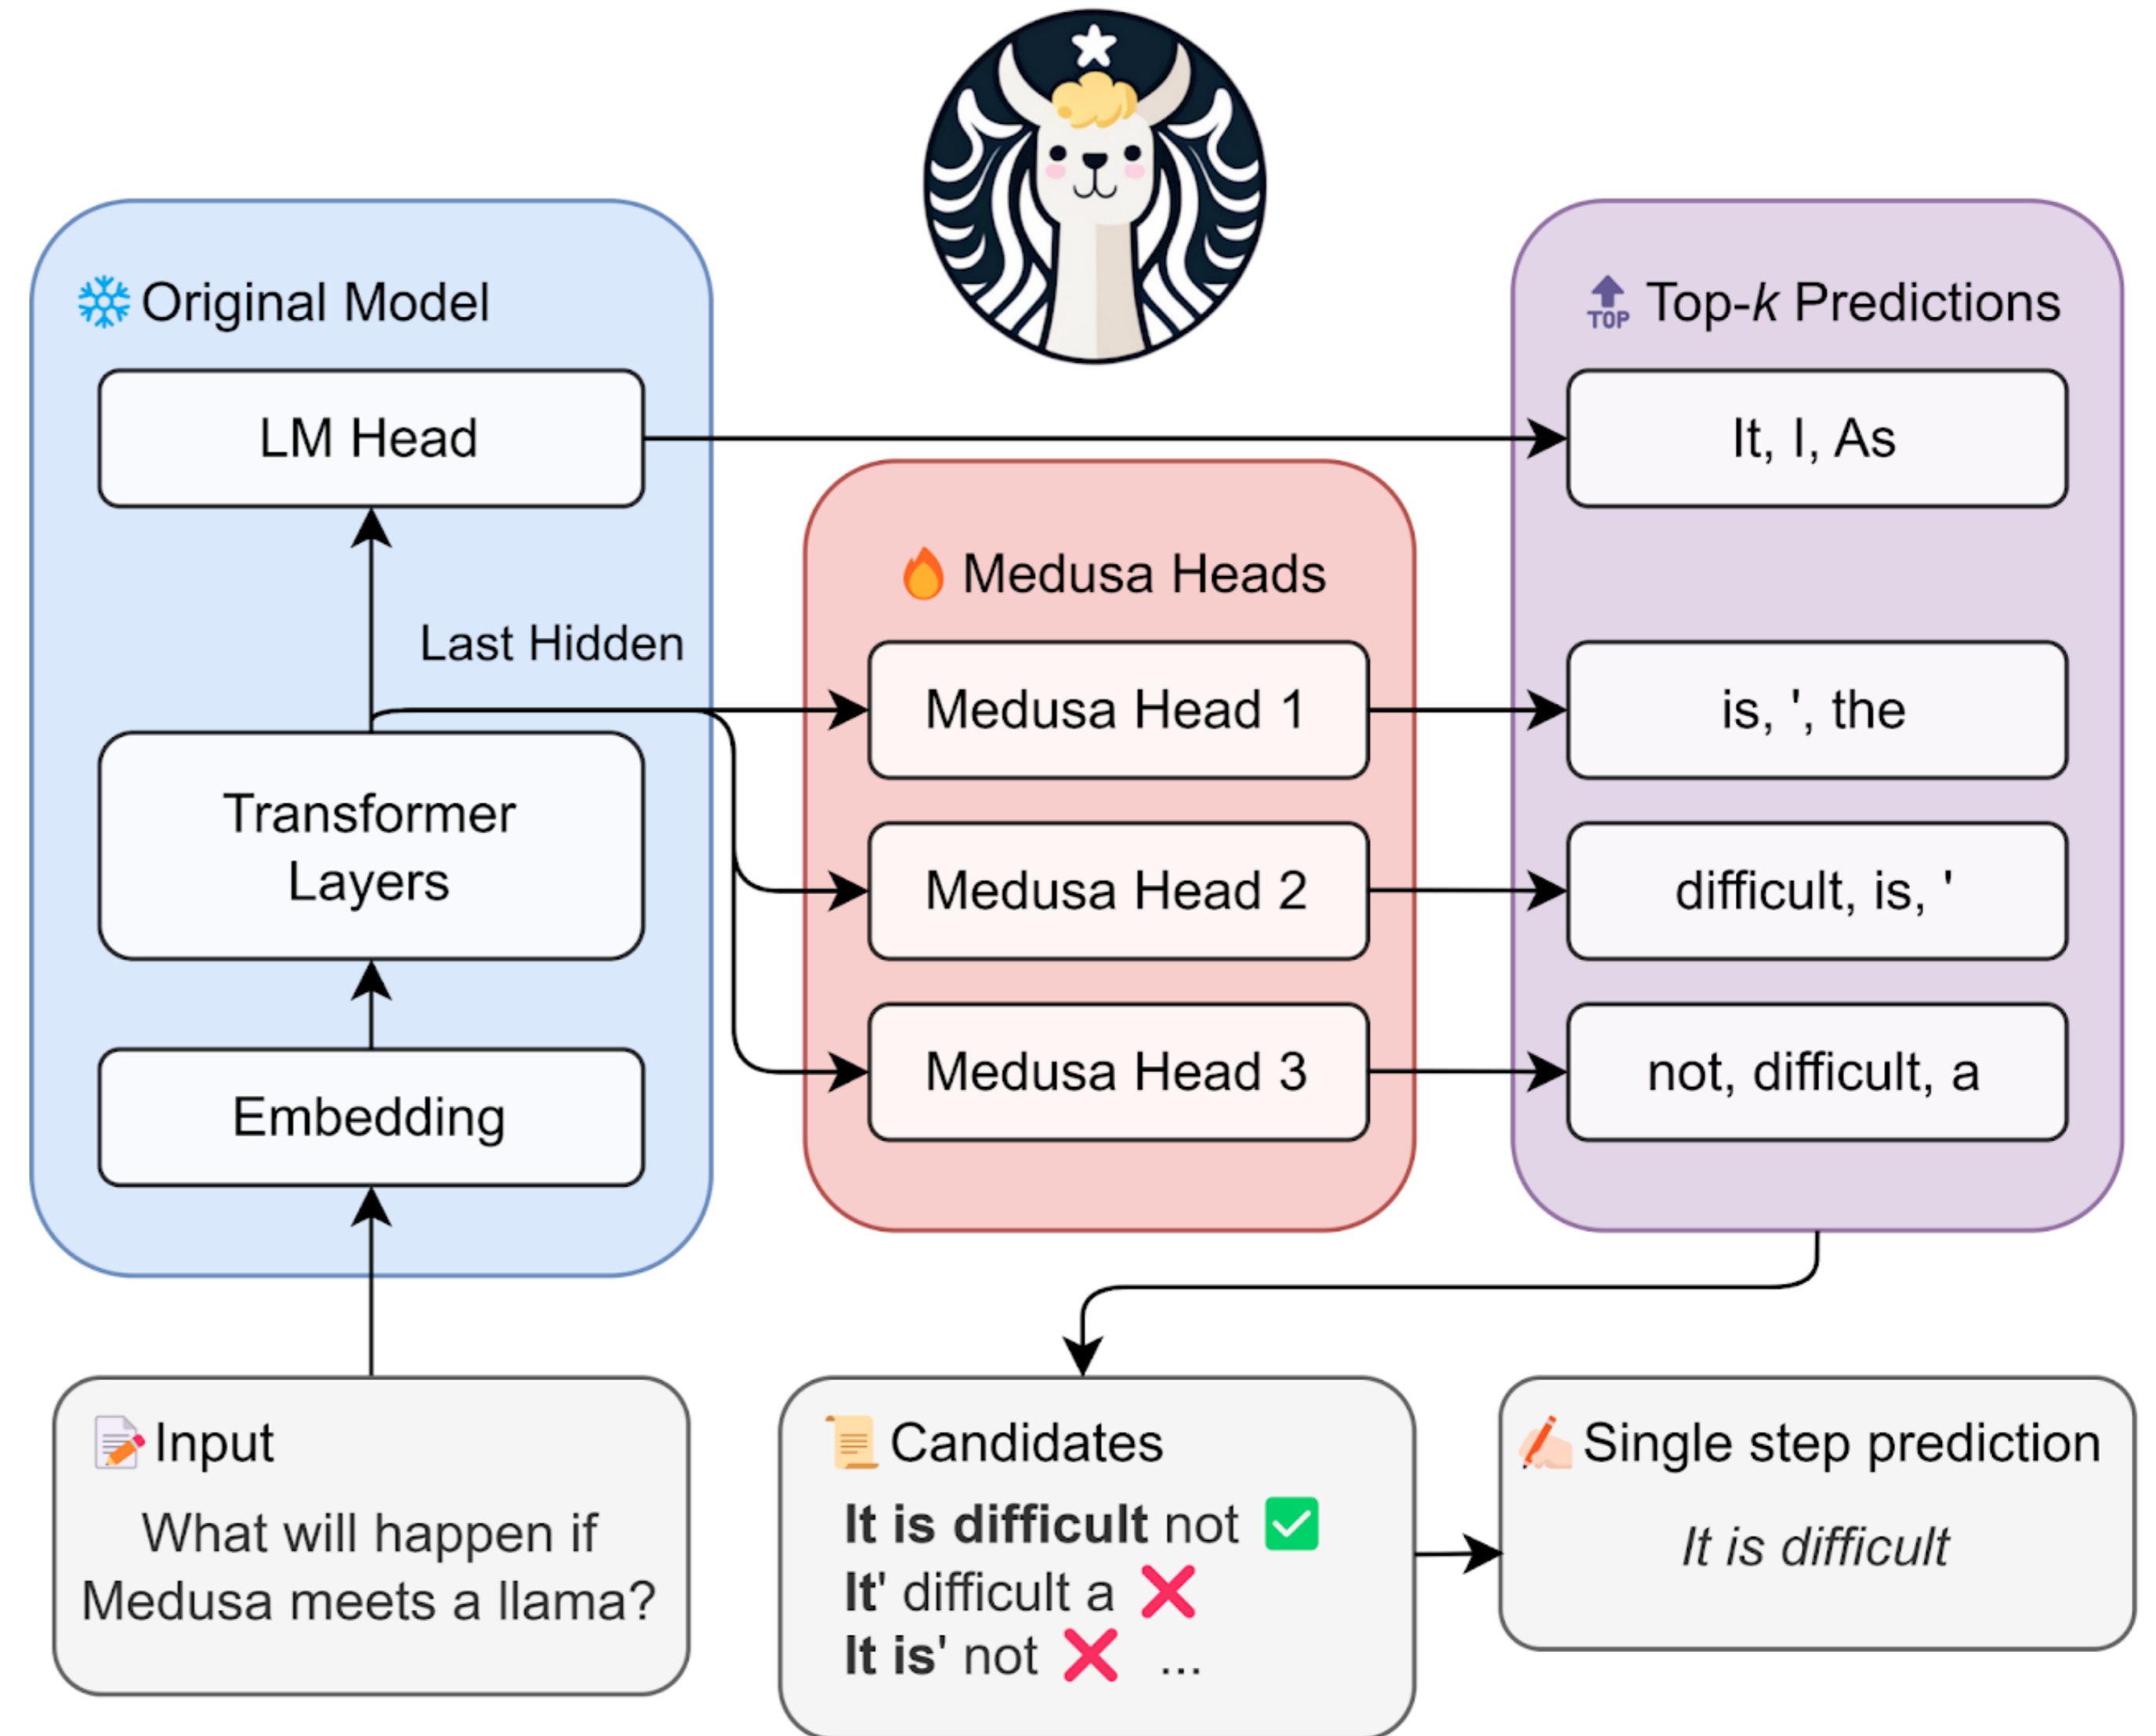 Original Model
LM Head
Last Hidden
Transformer
Layers
Embedding
Medusa Heads
Medusa Head 1
Medusa Head 2
Medusa Head 3
TOP
Top-k Predictions
It, I, As
is, ', the
difficult, is, '
not, difficult, a
Input
What will happen if
Medusa meets a llama?
Candidates
It is difficult not
It' difficult a
It is' not ...
Single step prediction
It is difficult